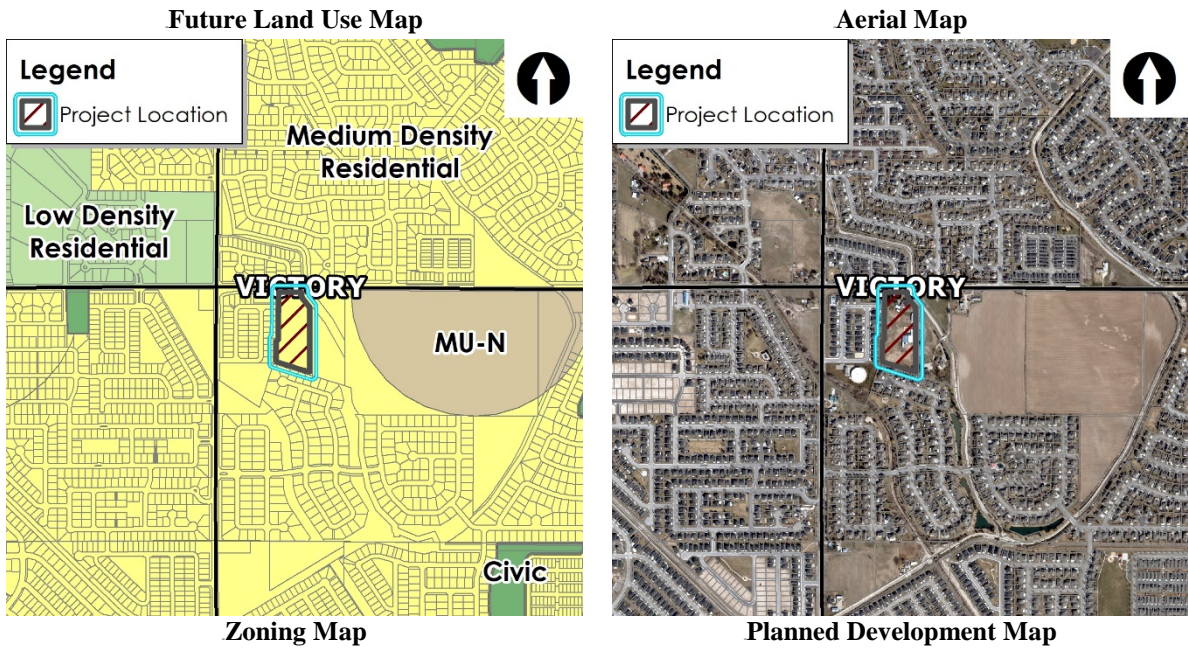 Future Land Use Map
Legend
Project Location
Medium Density
Residential
Low Density
Residential
VICTORY
MU-N
Civic
Aerial Map
Legend
Project Location
VICTORY
Zoning Map
Planned Development Map